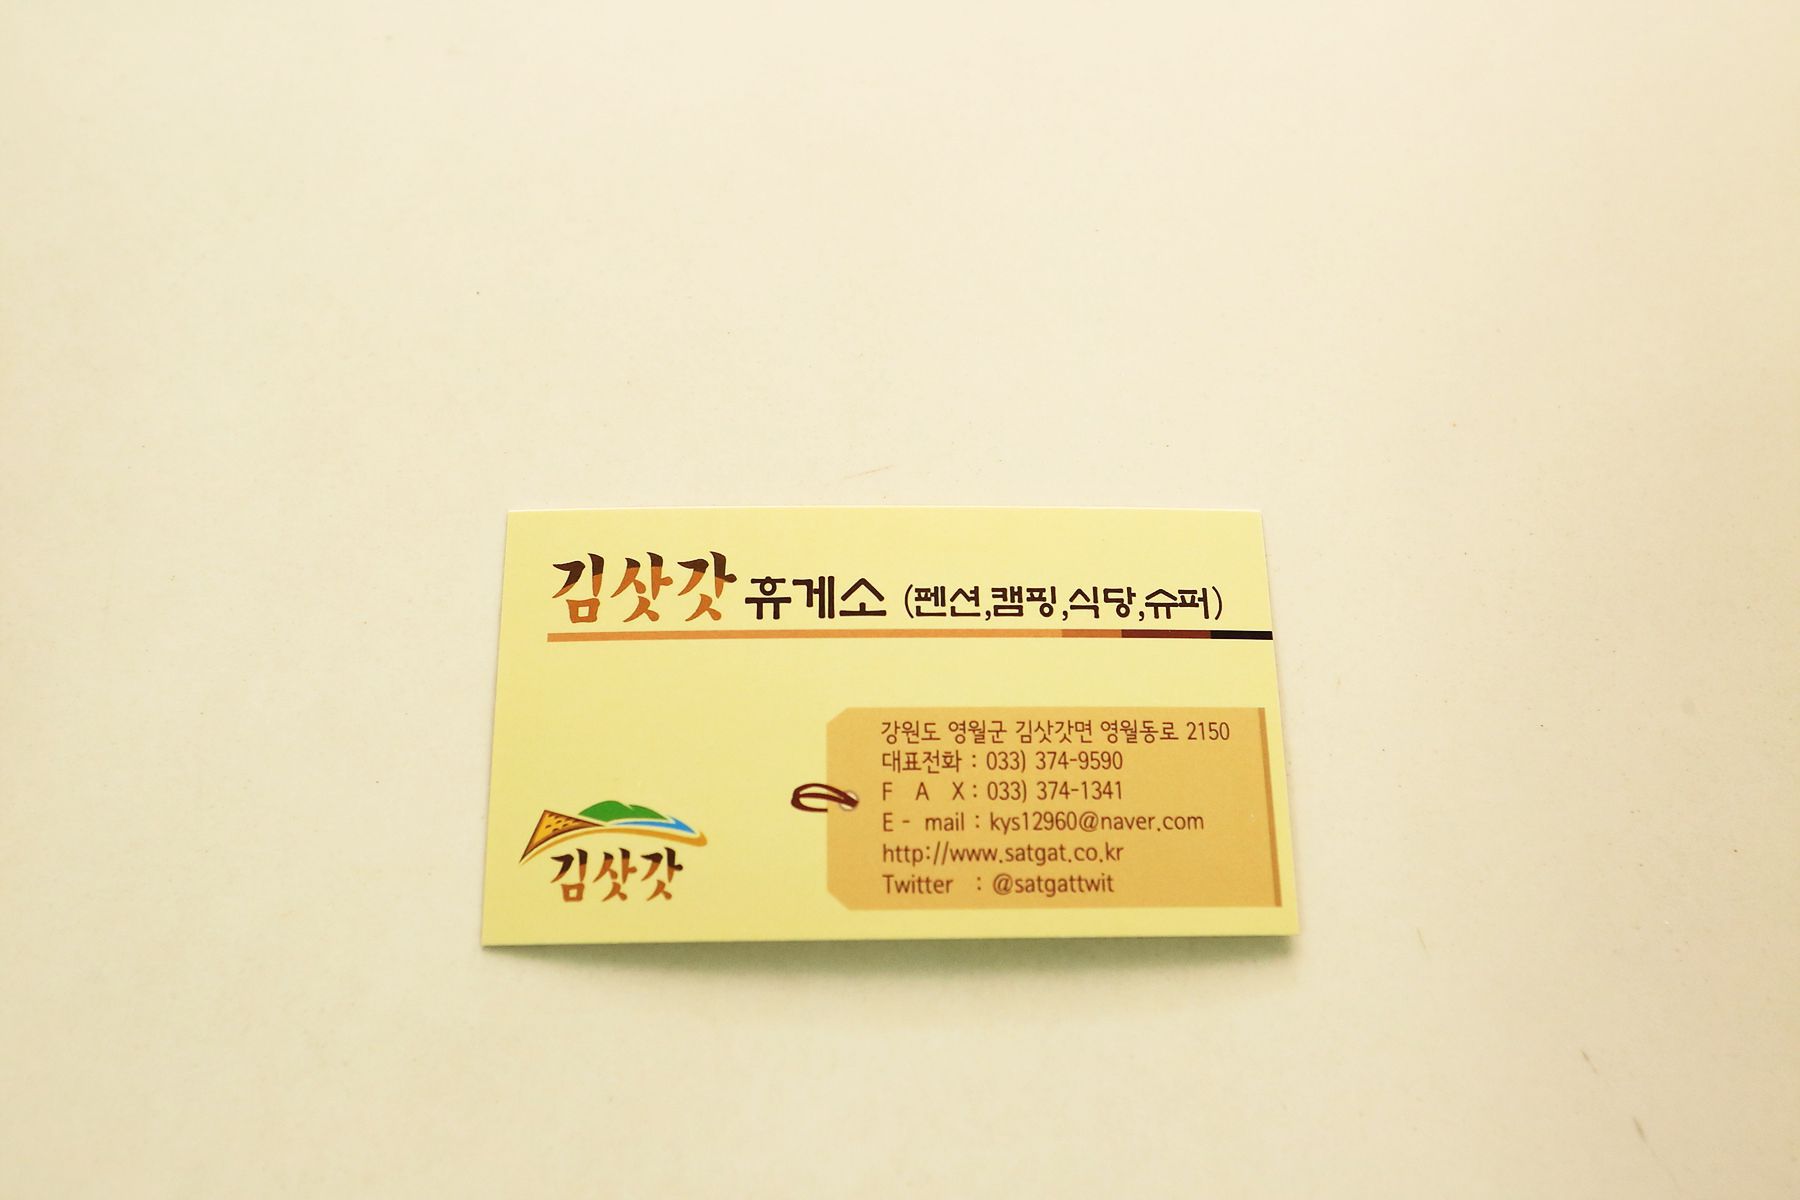 김삿갓 휴게소 (펜션,캠핑,식당,슈퍼)
강원도 영월군 김삿갓면 영월동로 2150
대표전화 : 033) 374-9590
F A X : 033) 374-1341
E - mail : kys12960@naver.com
http://www.satgat.co.kr
Twitter : @satgattwit
김삿갓